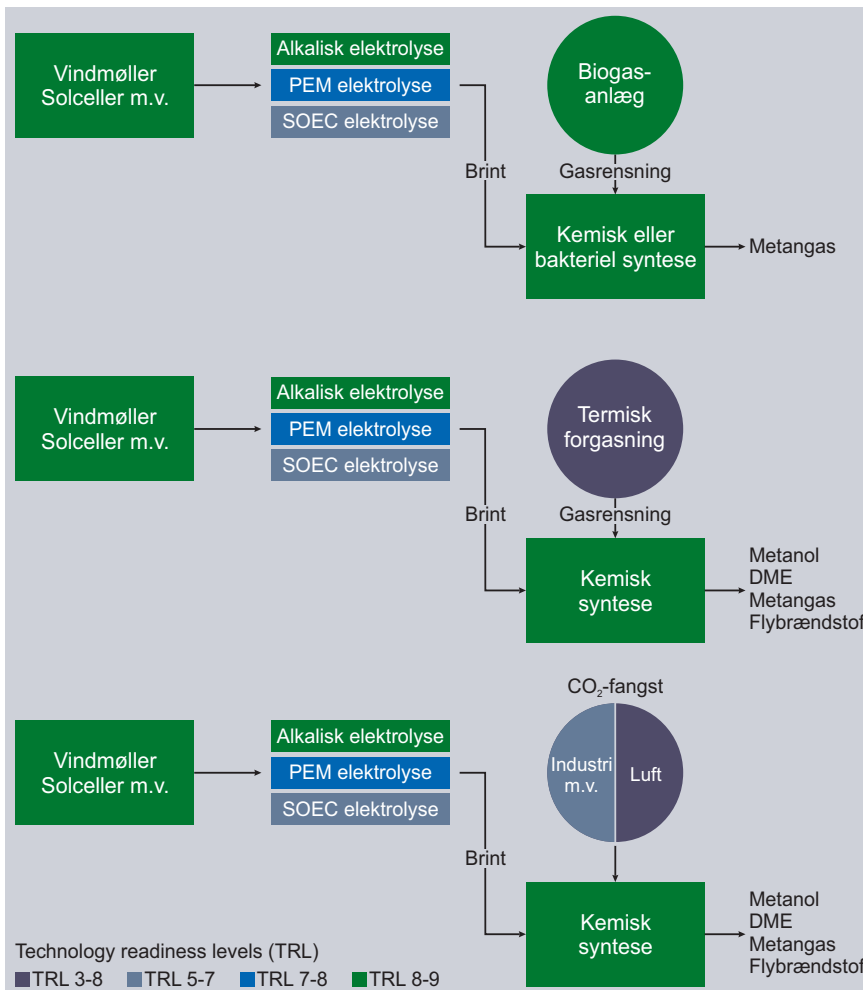 Vindmøller
Solceller m.v.
Alkalisk elektrolyse
PEM elektrolyse
SOEC elektrolyse
Biogas-
anlæg
Brint
Gasrensning
Kemisk eller
bakteriel syntese
Metangas
Vindmøller
Solceller m.v.
Alkalisk elektrolyse
PEM elektrolyse
SOEC elektrolyse
Termisk
forgasning
Brint
Gasrensning
Kemisk
syntese
Metanol
DME
Metangas
Flybrændstof
CO₂-fangst
Vindmøller
Solceller m.v.
Alkalisk elektrolyse
PEM elektrolyse
SOEC elektrolyse
Industri
m.v.
Luft
Brint
Kemisk
syntese
Metanol
DME
Metangas
Flybrændstof
Technology readiness levels (TRL)
TRL 3-8 TRL 5-7 TRL 7-8 TRL 8-9